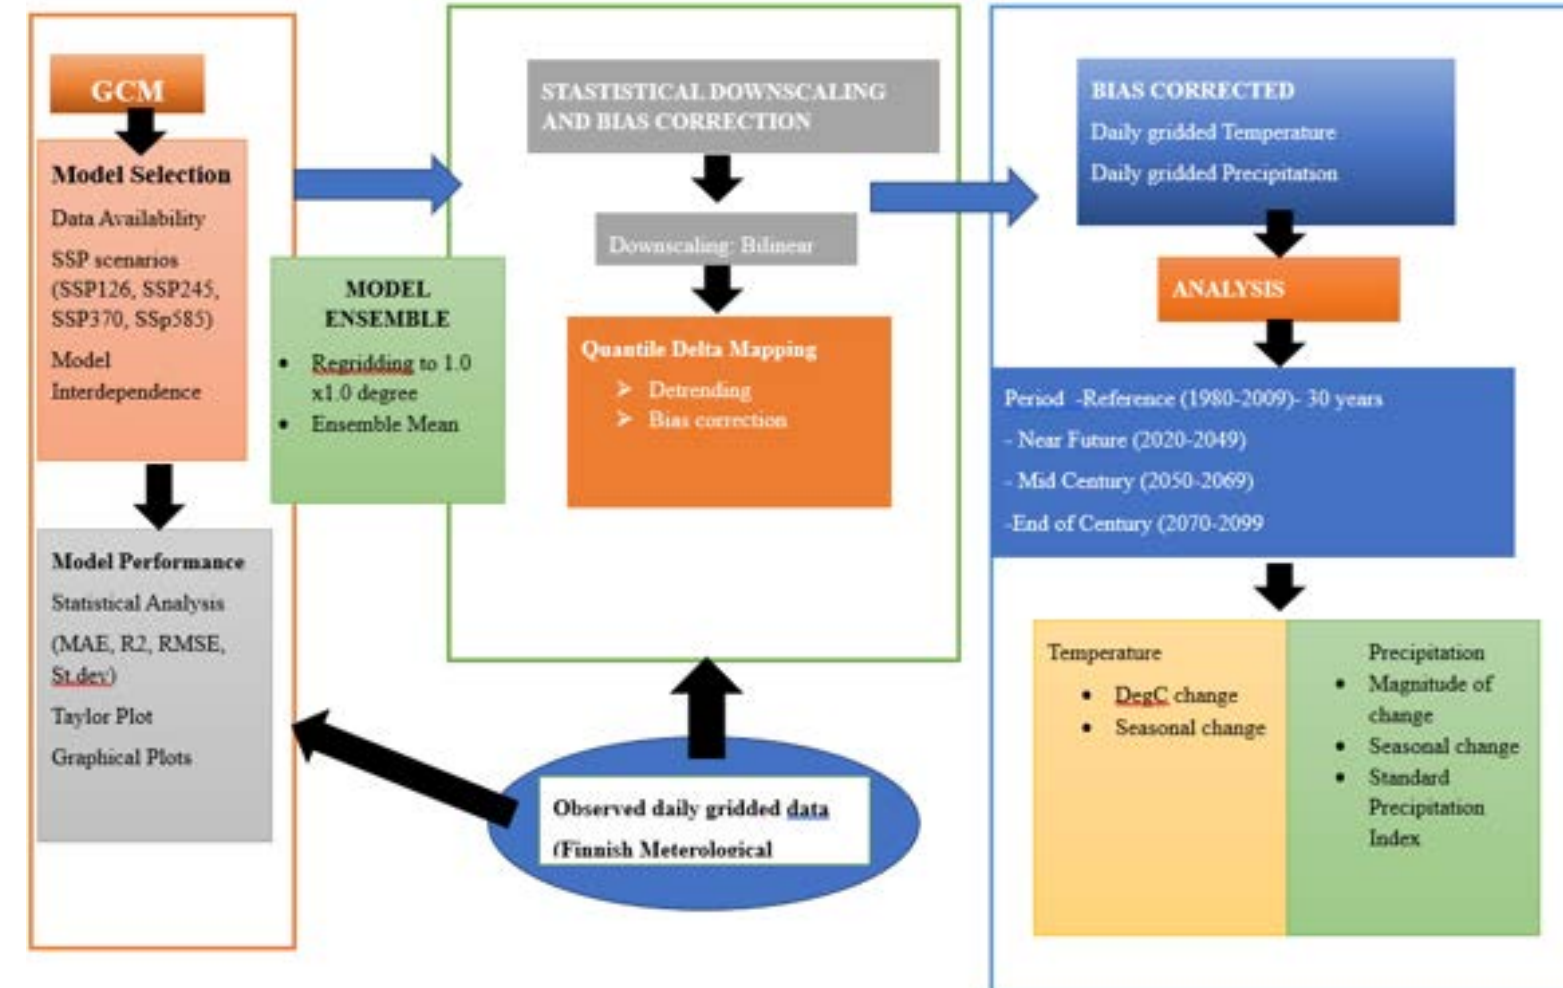 GCM
Model Selection
Data Availability
SSP scenarios
(SSP126, SSP245,
SSP370, SSp585)
Model
Interdependence
Model Performance
Statistical Analysis
(MAE, R2, RMSE,
St.dev)
Taylor Plot
Graphical Plots
MODEL
ENSEMBLE
• Regridding to 1.0
x1.0 degree
• Ensemble Mean
STASTISTICAL DOWNSCALING
AND BIAS CORRECTION
Downscaling: Bilinear
Quantile Delta Mapping
➢ Detrending
➢ Bias correction
Observed daily gridded data
(Finnish Meterological
BIAS CORRECTED
Daily gridded Temperature
Daily gridded Precipitation
ANALYSIS
Period -Reference (1980-2009)- 30 years
- Near Future (2020-2049)
- Mid Century (2050-2069)
-End of Century (2070-2099
Temperature
• DegC change
• Seasonal change
Precipitation
• Magnitude of
change
• Seasonal change
• Standard
Precipitation
Index